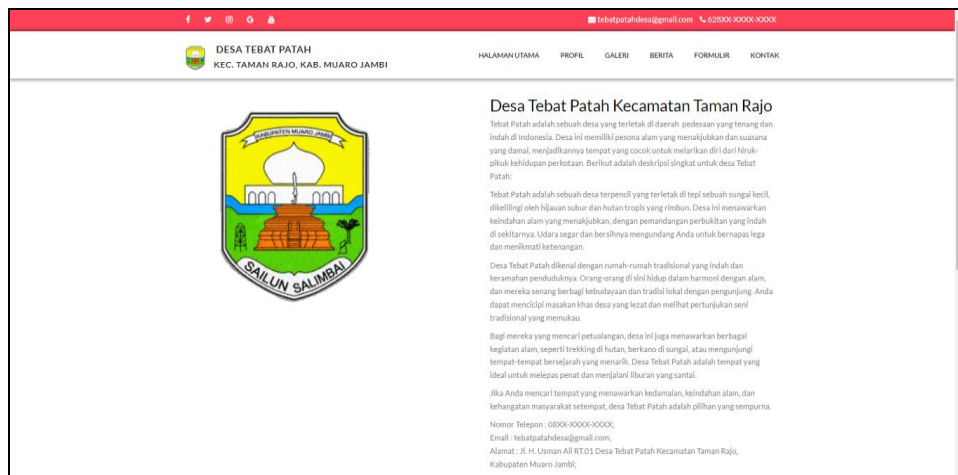 tebatpatahdesa@gmail.com 628XX-XXXX-XXXX
DESA TEBAT PATAH
KEC. TAMAN RAJO, KAB. MUARO JAMBI
HALAMAN UTAMA PROFIL GALERI BERITA FORMULIR KONTAK
KABUPATEN MUARO JAMBI
SAILUN SALIMBAI
Desa Tebat Patah Kecamatan Taman Rajo
Tebat Patah adalah sebuah desa yang terletak di daerah pedesaan yang tenang dan
indah di Indonesia. Desa ini memiliki pesona alam yang menakjubkan dan suasana
yang damai, menjadikannya tempat yang cocok untuk melarikan diri dari hiruk-
pikuk kehidupan perkotaan. Berikut adalah deskripsi singkat untuk desa Tebat
Patah:
Tebat Patah adalah sebuah desa terpencil yang terletak di tepi sebuah sungai kecil,
dikelilingi oleh hijauan subur dan hutan tropis yang rimbun. Desa ini menawarkan
keindahan alam yang menakjubkan, dengan pemandangan perbukitan yang indah
di sekitarnya. Udara segar dan bersihnya mengundang Anda untuk bernapas lega
dan menikmati ketenangan.
Desa Tebat Patah dikenal dengan rumah-rumah tradisional yang indah dan
keramahan penduduknya. Orang-orang di sini hidup dalam harmoni dengan alam,
dan mereka senang berbagi kebudayaan dan tradisi lokal dengan pengunjung. Anda
dapat mencicipi masakan khas desa yang lezat dan melihat pertunjukan seni
tradisional yang memukau.
Bagi mereka yang mencari petualangan, desa ini juga menawarkan berbagai
kegiatan alam, seperti trekking di hutan, berkano di sungai, atau mengunjungi
tempat-tempat bersejarah yang menarik. Desa Tebat Patah adalah tempat yang
ideal untuk melepas penat dan menjalani liburan yang santai.
Jika Anda mencari tempat yang menawarkan kedamaian, keindahan alam, dan
kehangatan masyarakat setempat, desa Tebat Patah adalah pilihan yang sempurna.
Nomor Telepon : 08XX-XXXX-XXXX;
Email : tebatpatahdesa@gmail.com;
Alamat : Jl. H. Usman Ali RT.01 Desa Tebat Patah Kecamatan Taman Rajo,
Kabupaten Muaro Jambi;